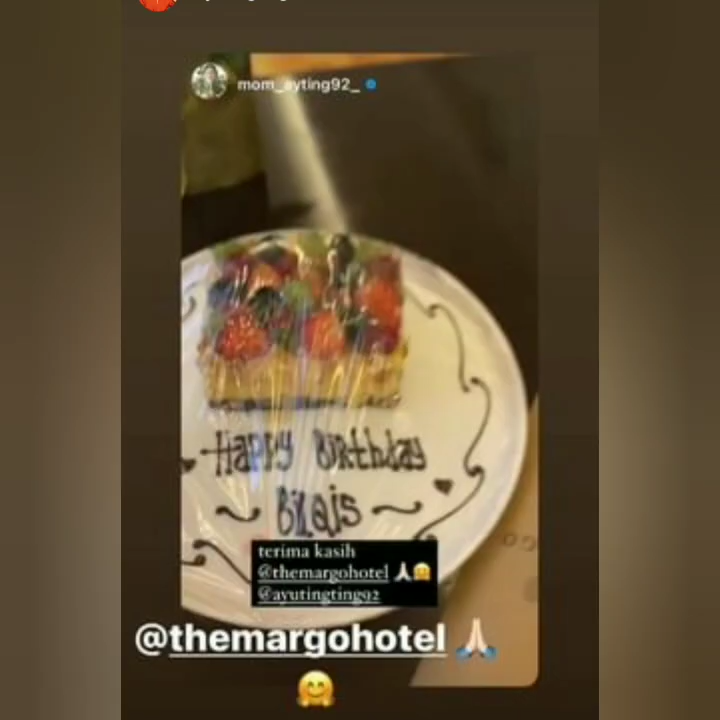 mom_ayting92_
Happy Birthday
Bilqis
terima kasih
@themargohotel 🙏🤗
@ayutingting92
@themargohotel 🙏
🤗